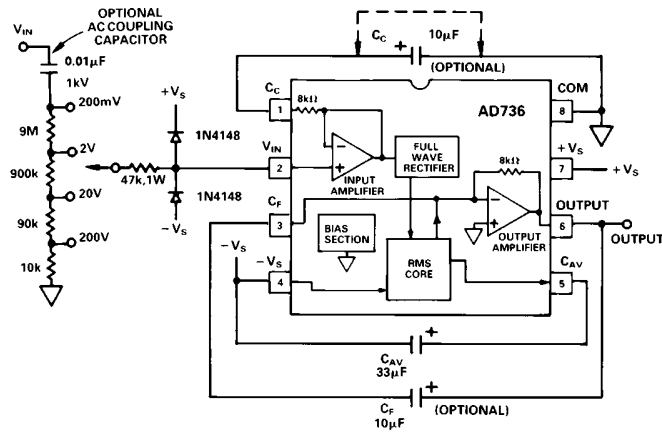 OPTIONAL
AC COUPLING
CAPACITOR
VIN
0.01µF
1kV
200mV
9M
2V
900k
20V
90k
200V
10k
47k,1W
+VS
1N4148
1N4148
−VS
CC
10µF
+
(OPTIONAL)
CC
1
8kΩ
VIN
2
−
+
INPUT
AMPLIFIER
FULL
WAVE
RECTIFIER
AD736
COM
8
+VS
7
+VS
CF
3
BIAS
SECTION
RMS
CORE
8kΩ
−
+
OUTPUT
AMPLIFIER
OUTPUT
6
OUTPUT
−VS
−VS
4
CAV
5
+
CAV
33µF
+
CF
10µF
(OPTIONAL)